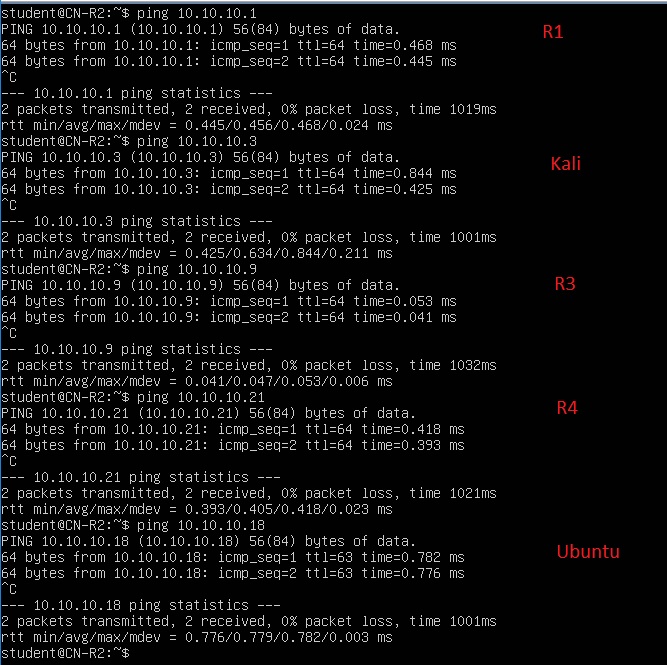 student@CN-R2:~$ ping 10.10.10.1
PING 10.10.10.1 (10.10.10.1) 56(84) bytes of data.
R1
64 bytes from 10.10.10.1: icmp_seq=1 ttl=64 time=0.468 ms
64 bytes from 10.10.10.1: icmp_seq=2 ttl=64 time=0.445 ms
^C
--- 10.10.10.1 ping statistics ---
2 packets transmitted, 2 received, 0% packet loss, time 1019ms
rtt min/avg/max/mdev = 0.445/0.456/0.468/0.024 ms
student@CN-R2:~$ ping 10.10.10.3
PING 10.10.10.3 (10.10.10.3) 56(84) bytes of data.
Kali
64 bytes from 10.10.10.3: icmp_seq=1 ttl=64 time=0.844 ms
64 bytes from 10.10.10.3: icmp_seq=2 ttl=64 time=0.425 ms
^C
--- 10.10.10.3 ping statistics ---
2 packets transmitted, 2 received, 0% packet loss, time 1001ms
rtt min/avg/max/mdev = 0.425/0.634/0.844/0.211 ms
student@CN-R2:~$ ping 10.10.10.9
PING 10.10.10.9 (10.10.10.9) 56(84) bytes of data.
R3
64 bytes from 10.10.10.9: icmp_seq=1 ttl=64 time=0.053 ms
64 bytes from 10.10.10.9: icmp_seq=2 ttl=64 time=0.041 ms
^C
--- 10.10.10.9 ping statistics ---
2 packets transmitted, 2 received, 0% packet loss, time 1032ms
rtt min/avg/max/mdev = 0.041/0.047/0.053/0.006 ms
student@CN-R2:~$ ping 10.10.10.21
PING 10.10.10.21 (10.10.10.21) 56(84) bytes of data.
R4
64 bytes from 10.10.10.21: icmp_seq=1 ttl=64 time=0.418 ms
64 bytes from 10.10.10.21: icmp_seq=2 ttl=64 time=0.393 ms
^C
--- 10.10.10.21 ping statistics ---
2 packets transmitted, 2 received, 0% packet loss, time 1021ms
rtt min/avg/max/mdev = 0.393/0.405/0.418/0.023 ms
student@CN-R2:~$ ping 10.10.10.18
PING 10.10.10.18 (10.10.10.18) 56(84) bytes of data.
Ubuntu
64 bytes from 10.10.10.18: icmp_seq=1 ttl=63 time=0.782 ms
64 bytes from 10.10.10.18: icmp_seq=2 ttl=63 time=0.776 ms
^C
--- 10.10.10.18 ping statistics ---
2 packets transmitted, 2 received, 0% packet loss, time 1001ms
rtt min/avg/max/mdev = 0.776/0.779/0.782/0.003 ms
student@CN-R2:~$